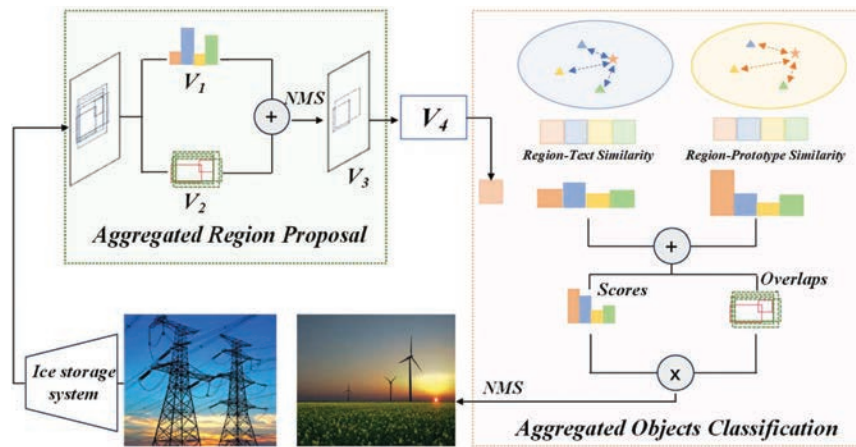 V1
NMS
+
V2
V3
Aggregated Region Proposal
V4
Region-Text Similarity
Region-Prototype Similarity
+
Scores
Overlaps
x
NMS
Aggregated Objects Classification
Ice storage
system